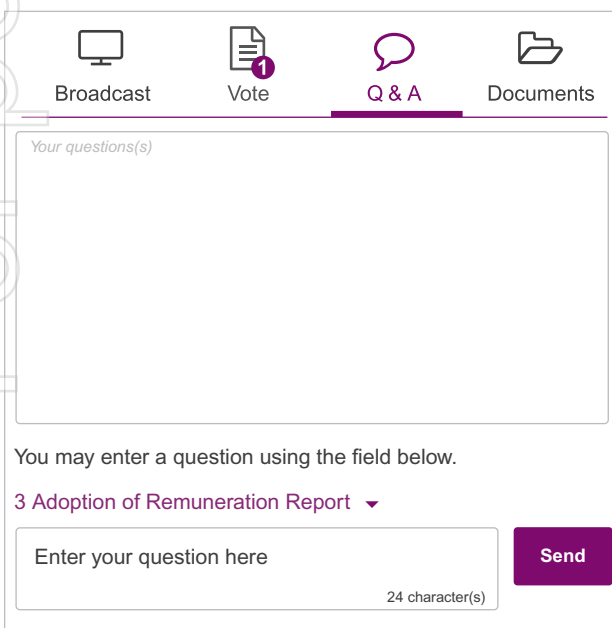 1
Broadcast Vote Q & A Documents
Your questions(s)
You may enter a question using the field below.
3 Adoption of Remuneration Report
Enter your question here
Send
24 character(s)